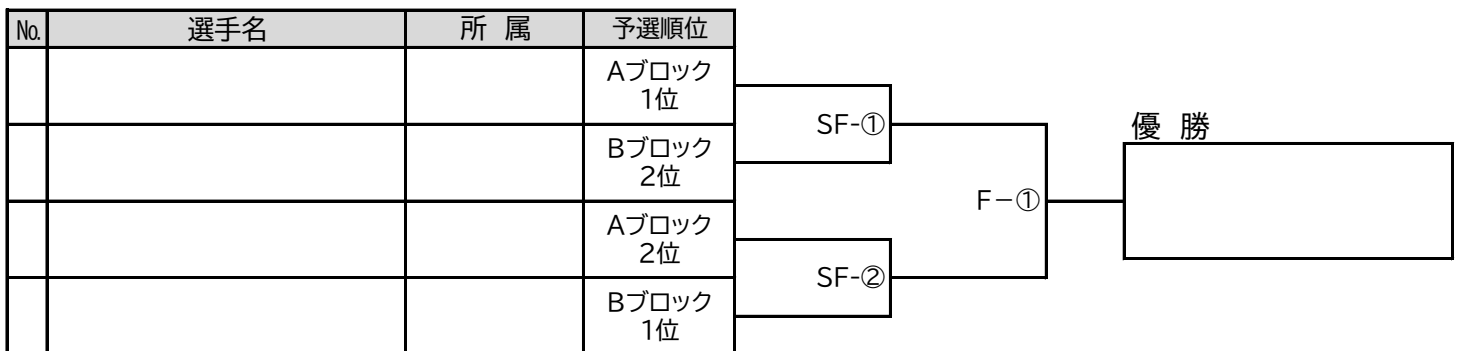 No. 選手名 所 属 予選順位
Aブロック
1位
SF-①
Bブロック
2位
Aブロック
2位
SF-②
Bブロック
1位
F－①
優 勝